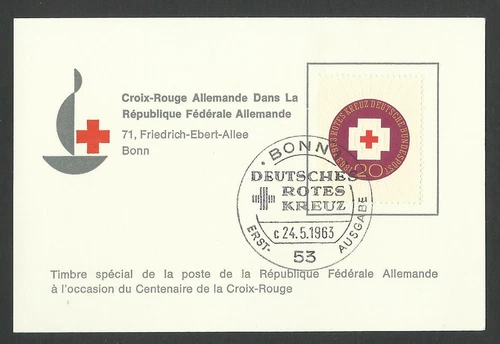 Croix-Rouge Allemande Dans La
République Fédérale Allemande
71, Friedrich-Ebert-Allee
Bonn
DES ROTES KREUZ DEUTSCHE BUNDESPOST
20
BONN
DEUTSCHES
ROTES
KREUZ
c 24.5.1963
ERST-
AUSGABE
53
Timbre spécial de la poste de la République Fédérale Allemande
à l'occasion du Centenaire de la Croix-Rouge